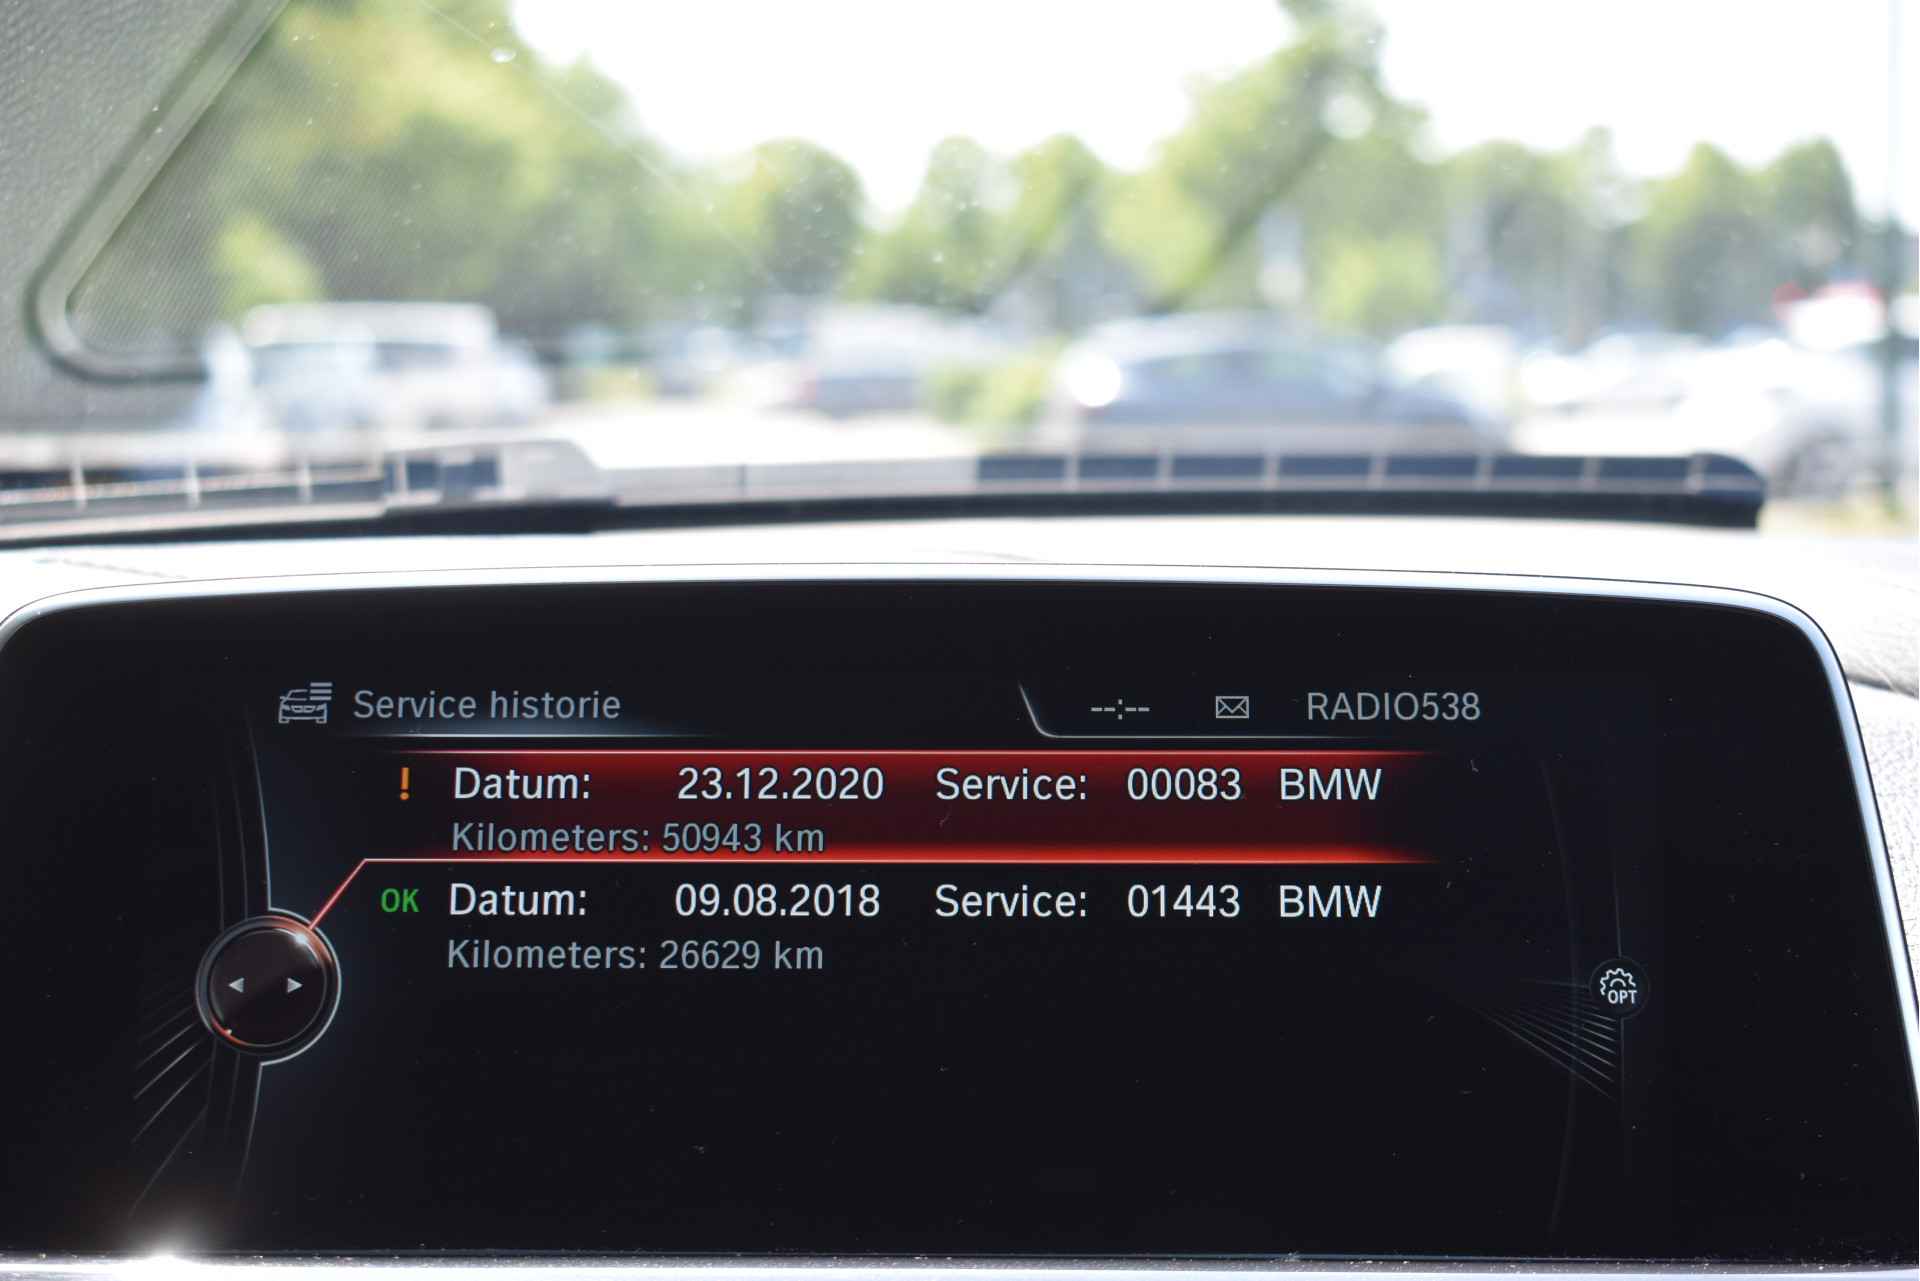 Service historie --:-- RADIO538
! Datum: 23.12.2020 Service: 00083 BMW
Kilometers: 50943 km
OK Datum: 09.08.2018 Service: 01443 BMW
Kilometers: 26629 km
OPT